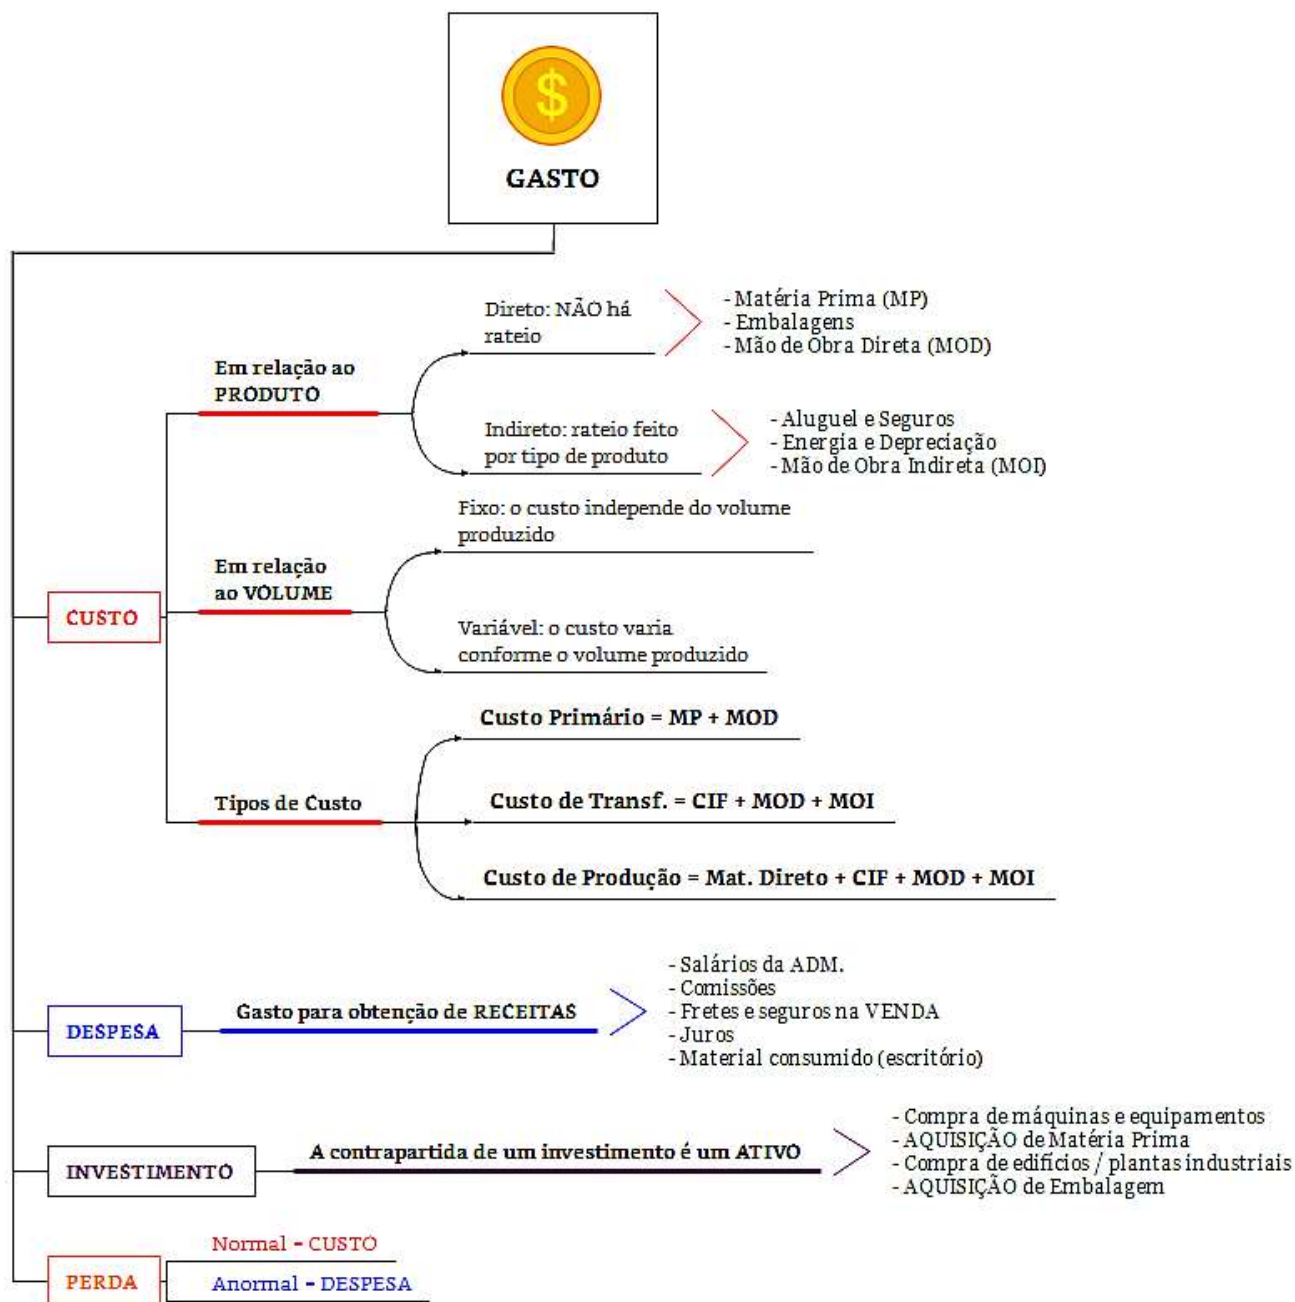 $
GASTO
Direto: NÃO há
rateio
- Matéria Prima (MP)
- Embalagens
- Mão de Obra Direta (MOD)
Em relação ao
PRODUTO
Indireto: rateio feito
por tipo de produto
- Aluguel e Seguros
- Energia e Depreciação
- Mão de Obra Indireta (MOI)
Fixo: o custo independe do volume
produzido
Em relação
ao VOLUME
CUSTO
Variável: o custo varia
conforme o volume produzido
Custo Primário = MP + MOD
Tipos de Custo
Custo de Transf. = CIF + MOD + MOI
Custo de Produção = Mat. Direto + CIF + MOD + MOI
DESPESA
Gasto para obtenção de RECEITAS
- Salários da ADM.
- Comissões
- Fretes e seguros na VENDA
- Juros
- Material consumido (escritório)
INVESTIMENTO
A contrapartida de um investimento é um ATIVO
- Compra de máquinas e equipamentos
- AQUISIÇÃO de Matéria Prima
- Compra de edifícios / plantas industriais
- AQUISIÇÃO de Embalagem
PERDA
Normal - CUSTO
Anormal - DESPESA